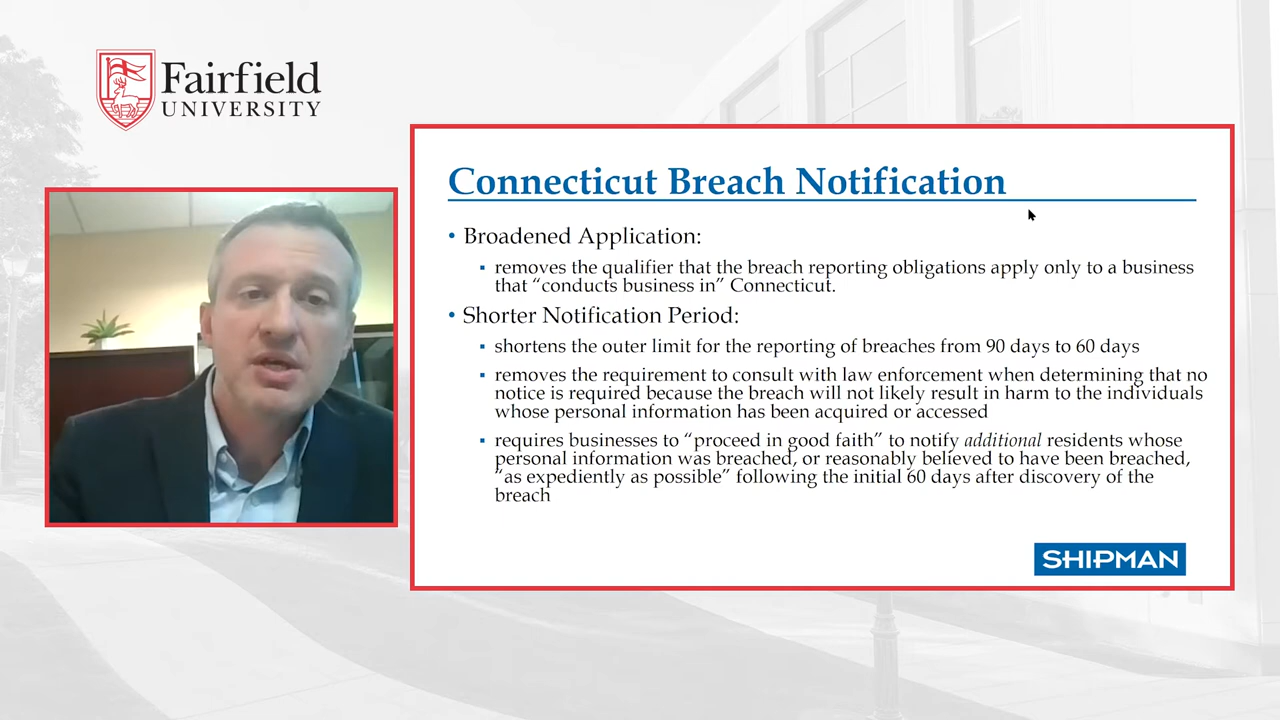 Fairfield
UNIVERSITY
Connecticut Breach Notification
• Broadened Application:
▪ removes the qualifier that the breach reporting obligations apply only to a business
that “conducts business in” Connecticut.
• Shorter Notification Period:
▪ shortens the outer limit for the reporting of breaches from 90 days to 60 days
▪ removes the requirement to consult with law enforcement when determining that no
notice is required because the breach will not likely result in harm to the individuals
whose personal information has been acquired or accessed
▪ requires businesses to “proceed in good faith” to notify additional residents whose
personal information was breached, or reasonably believed to have been breached,
“as expediently as possible” following the initial 60 days after discovery of the
breach
SHIPMAN